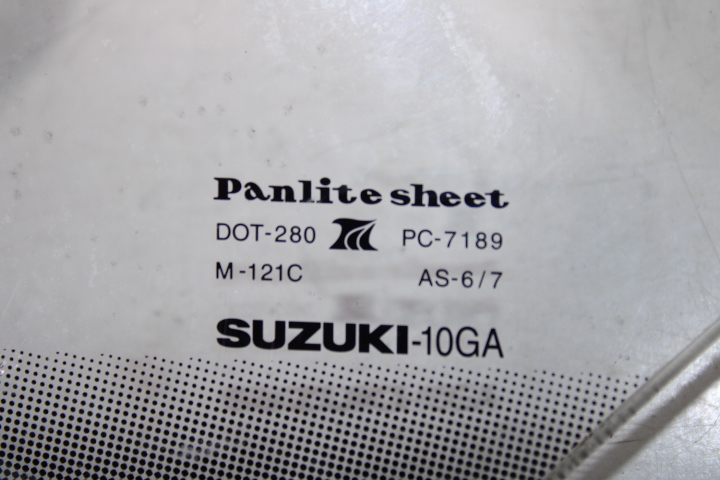 Panlite sheet
DOT-280 PC-7189
M-121C AS-6/7
SUZUKI-10GA